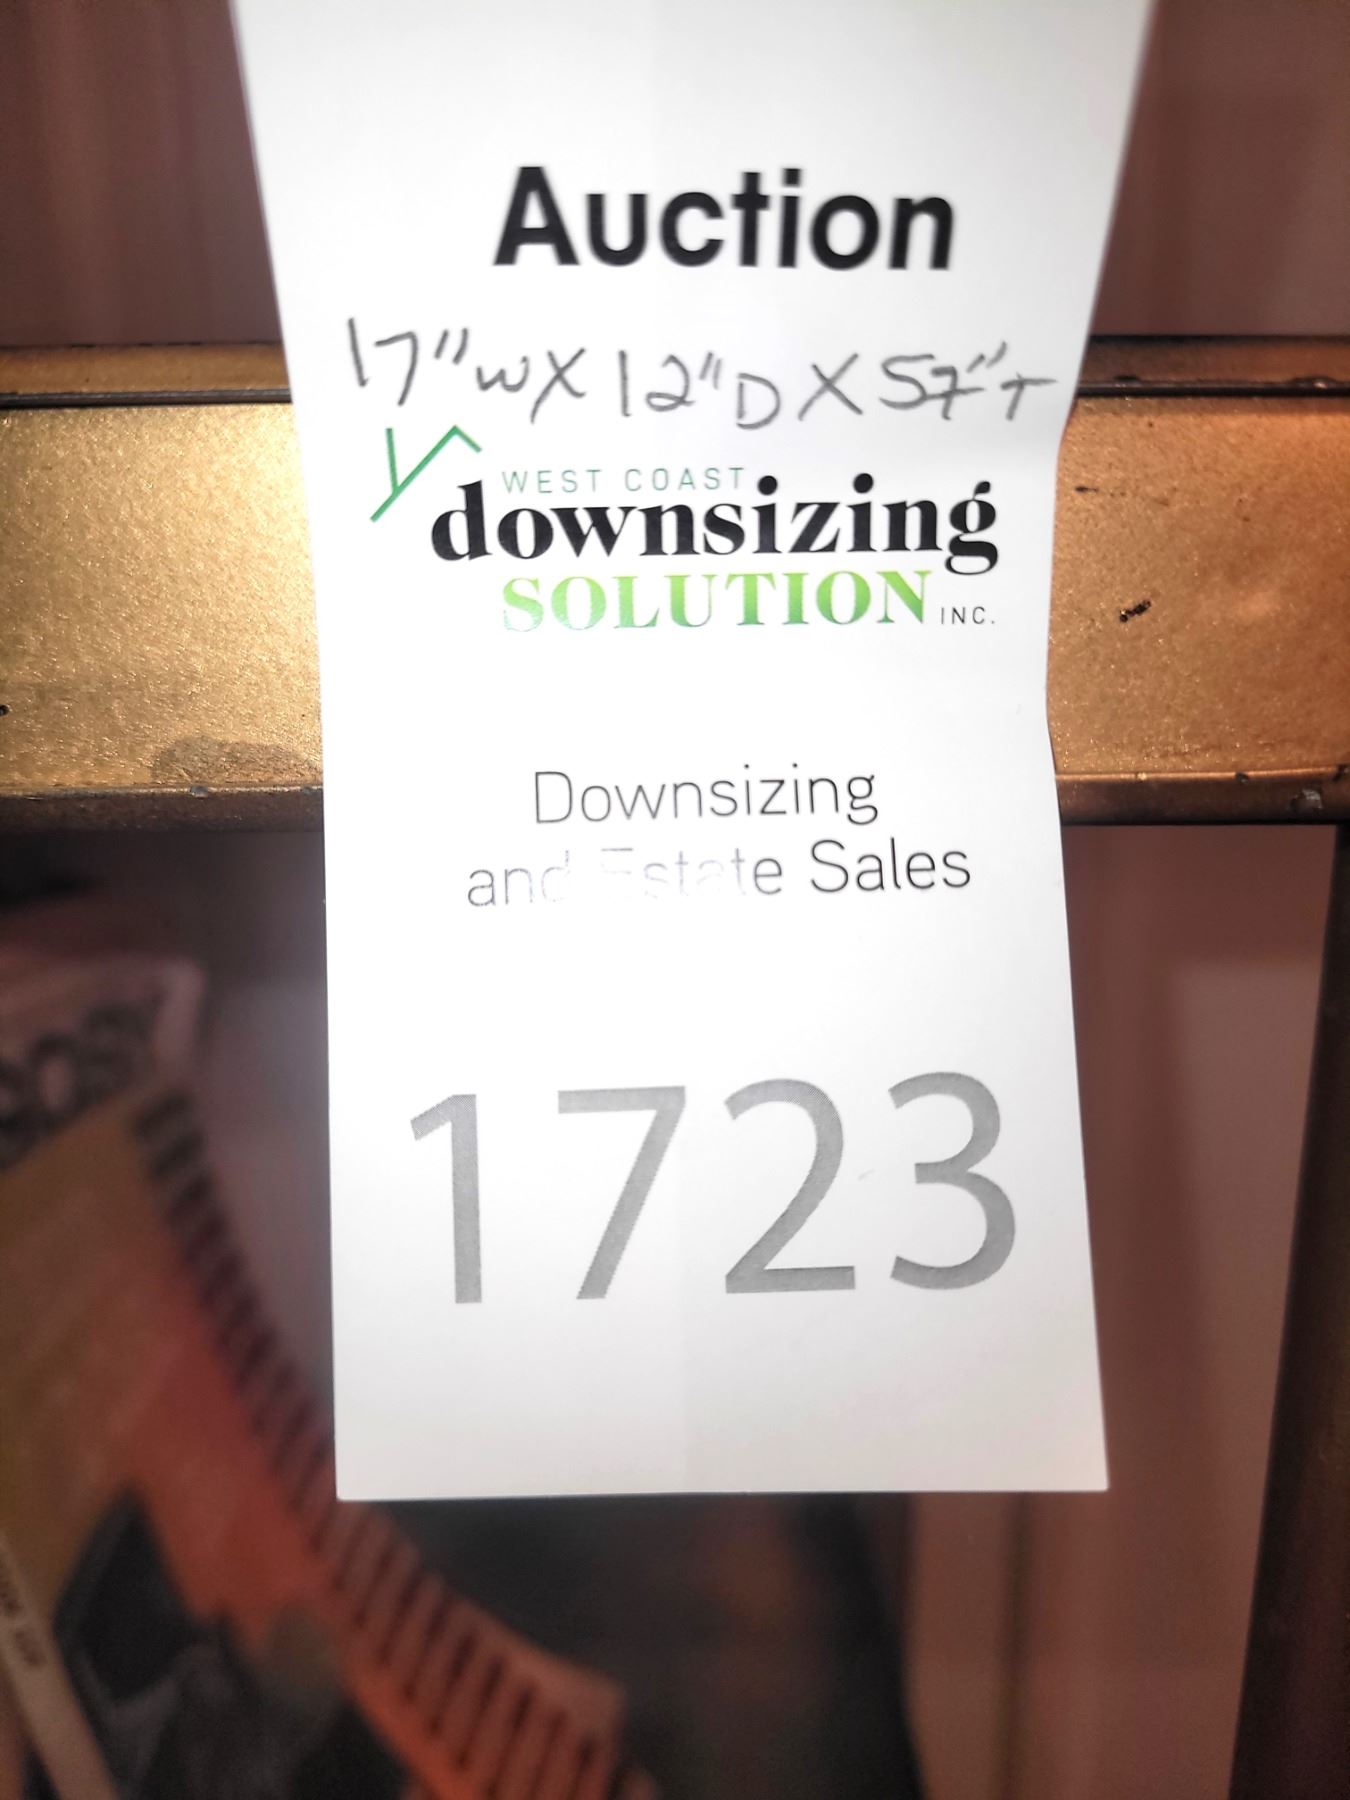 Auction
17"W X 12"D X 57"T
WEST COAST
downsizing
SOLUTION INC.
Downsizing
and Estate Sales
1723